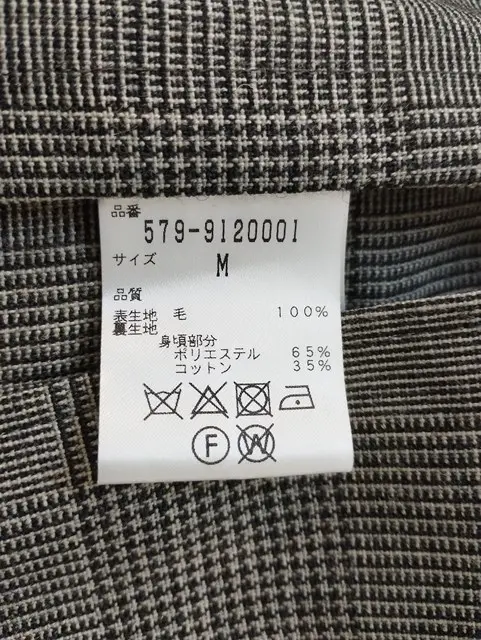 品番
579-9120001
サイズ
M
品質
表生地 毛 100%
裏生地
身頃部分
ポリエステル 65%
コットン 35%
F W